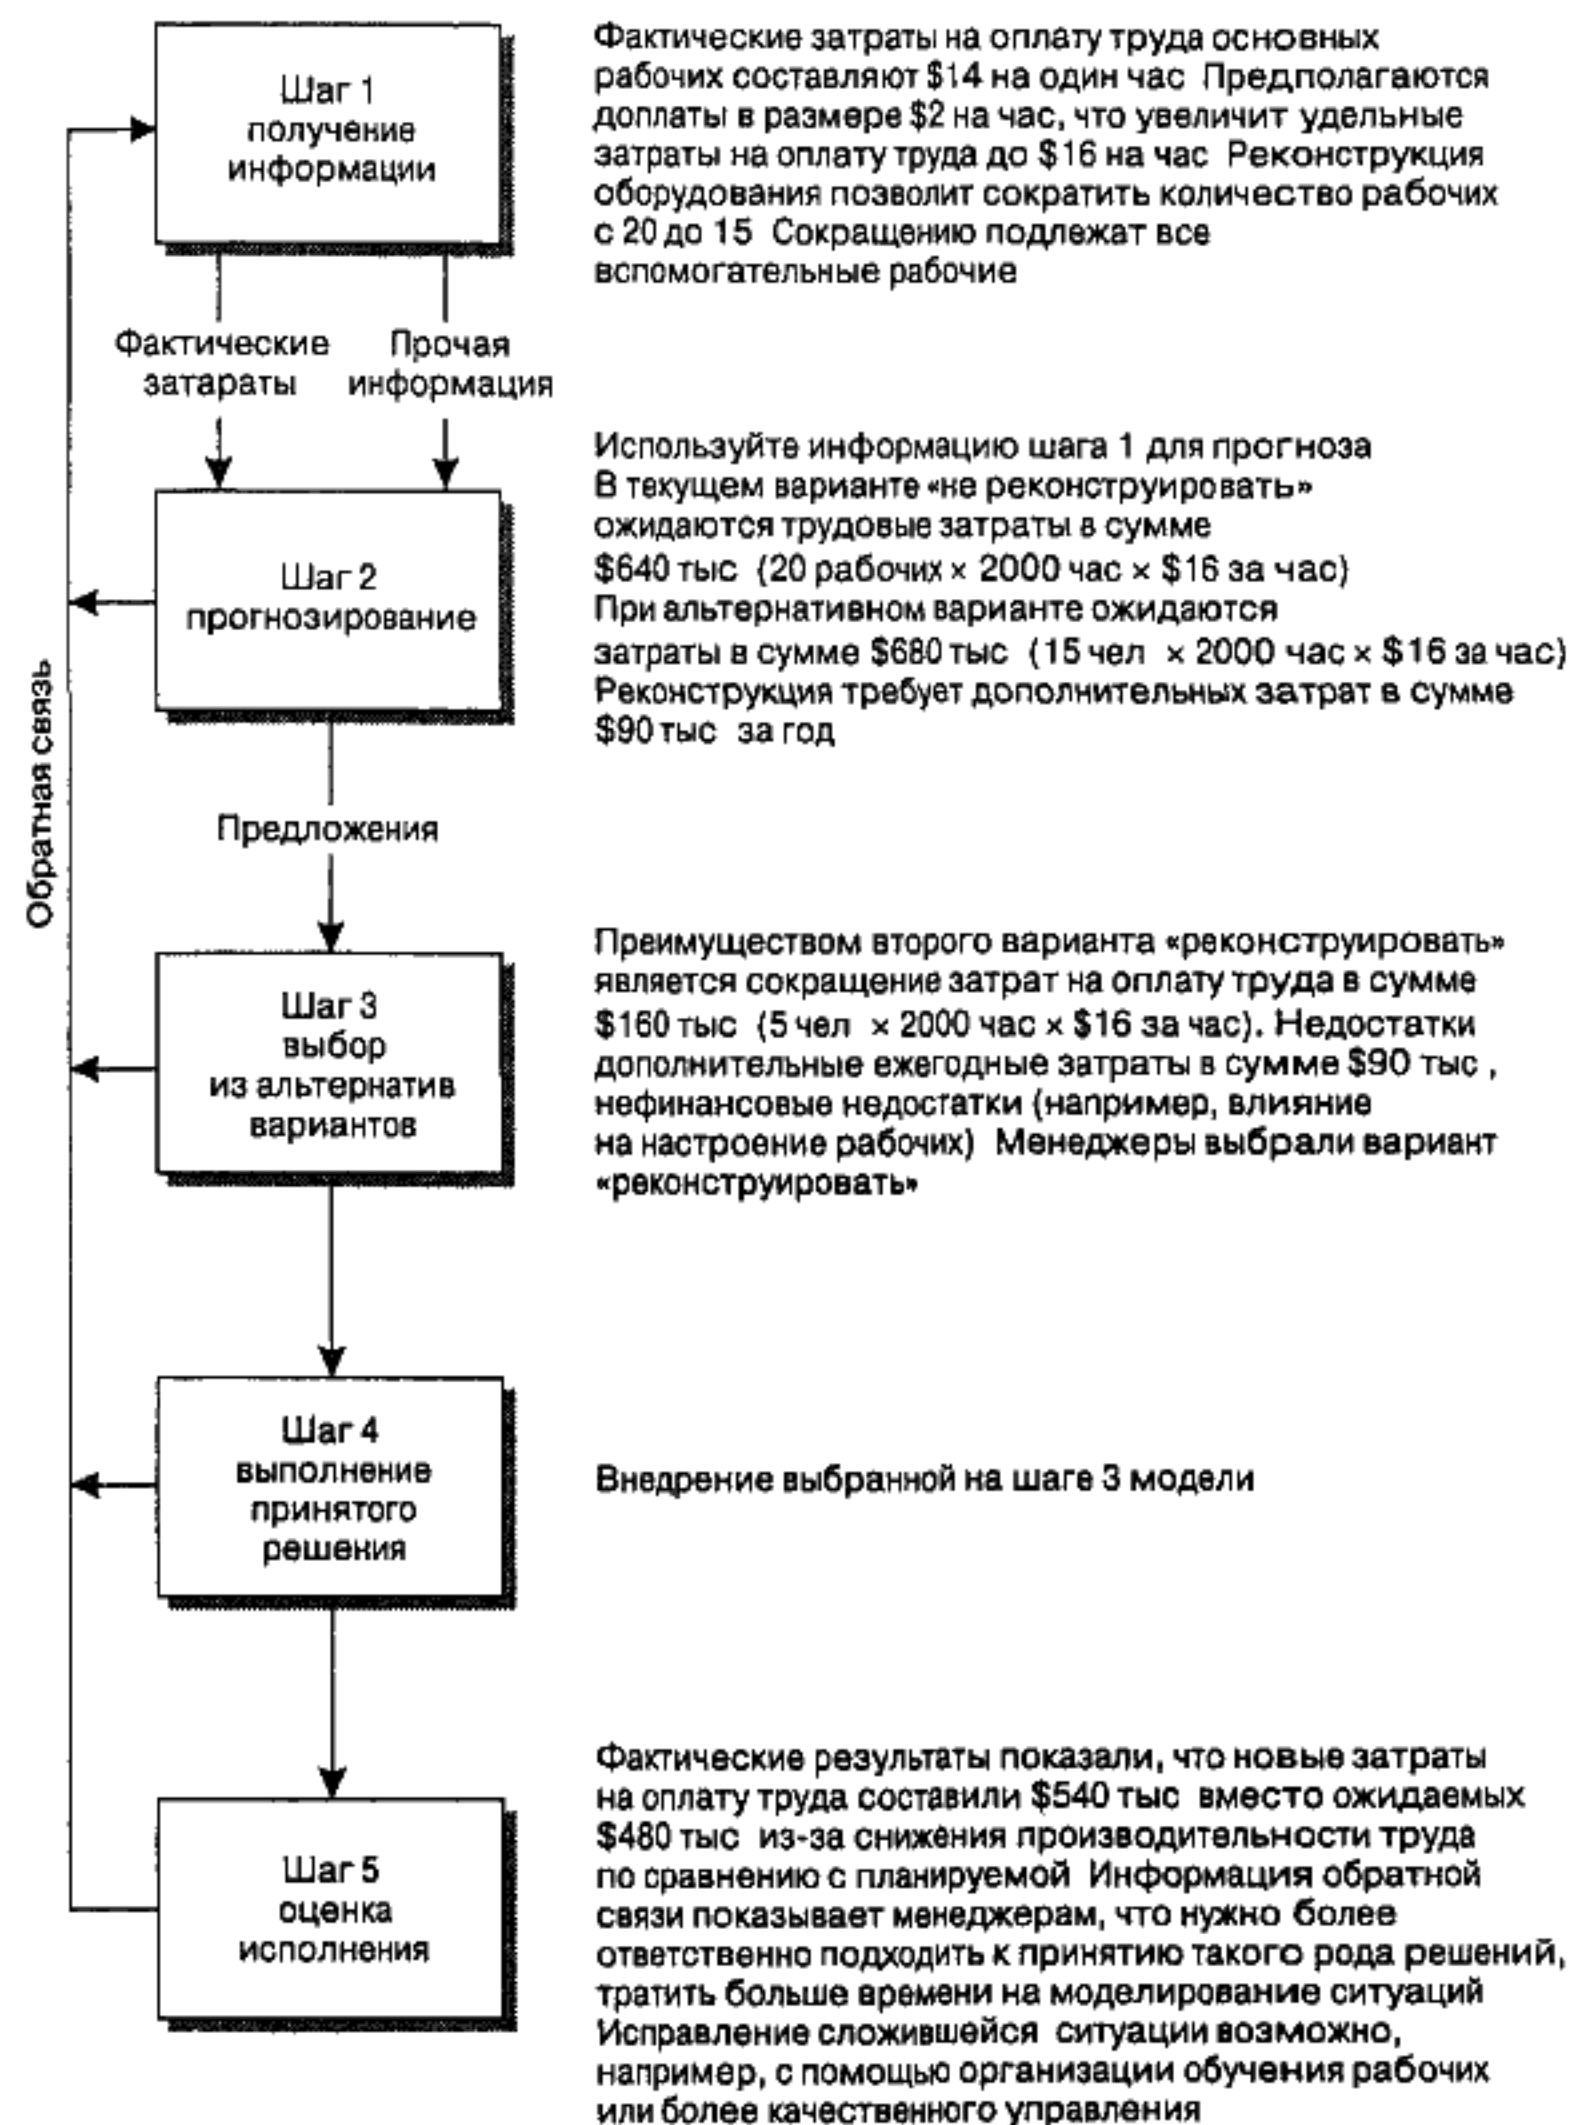 Шаг 1
получение
информации
Фактические затраты на оплату труда основных
рабочих составляют $14 на один час Предполагаются
доплаты в размере $2 на час, что увеличит удельные
затраты на оплату труда до $16 на час Реконструкция
оборудования позволит сократить количество рабочих
с 20 до 15 Сокращению подлежат все
вспомогательные рабочие
Фактические
затараты
Прочая
информация
Шаг 2
прогнозирование
Используйте информацию шага 1 для прогноза
В текущем варианте «не реконструировать»
ожидаются трудовые затраты в сумме
$640 тыс (20 рабочих × 2000 час × $16 за час)
При альтернативном варианте ожидаются
затраты в сумме $680 тыс (15 чел × 2000 час × $16 за час)
Реконструкция требует дополнительных затрат в сумме
$90 тыс за год
Обратная связь
Предложения
Шаг 3
выбор
из альтернатив
вариантов
Преимуществом второго варианта «реконструировать»
является сокращение затрат на оплату труда в сумме
$160 тыс (5 чел × 2000 час × $16 за час). Недостатки
дополнительные ежегодные затраты в сумме $90 тыс ,
нефинансовые недостатки (например, влияние
на настроение рабочих) Менеджеры выбрали вариант
«реконструировать»
Шаг 4
выполнение
принятого
решения
Внедрение выбранной на шаге 3 модели
Шаг 5
оценка
исполнения
Фактические результаты показали, что новые затраты
на оплату труда составили $540 тыс вместо ожидаемых
$480 тыс из-за снижения производительности труда
по сравнению с планируемой Информация обратной
связи показывает менеджерам, что нужно более
ответственно подходить к принятию такого рода решений,
тратить больше времени на моделирование ситуаций
Исправление сложившейся ситуации возможно,
например, с помощью организации обучения рабочих
или более качественного управления